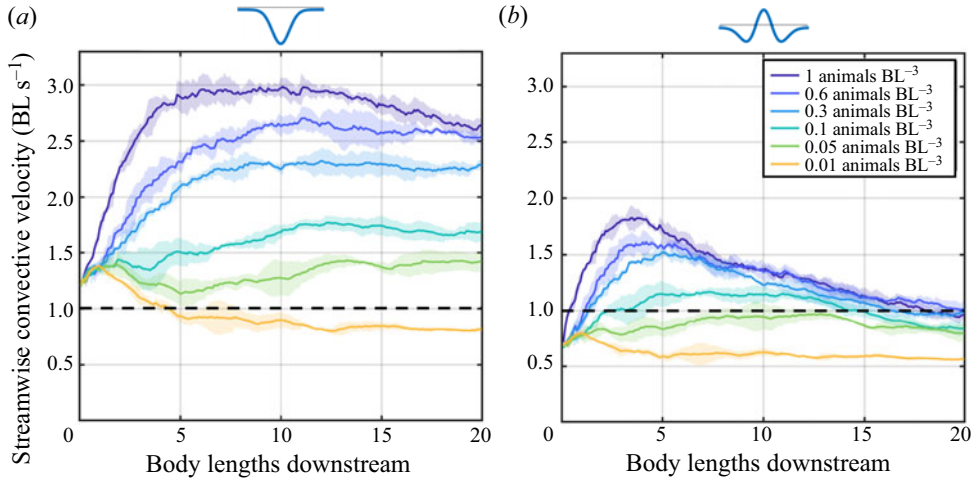 (a)
(b)
Streamwise convective velocity (BL s⁻¹)
3.0
2.5
2.0
1.5
1.0
0.5
0
5
10
15
20
Body lengths downstream
3.0
2.5
2.0
1.5
1.0
0.5
0
5
10
15
20
Body lengths downstream
1 animals BL⁻³
0.6 animals BL⁻³
0.3 animals BL⁻³
0.1 animals BL⁻³
0.05 animals BL⁻³
0.01 animals BL⁻³